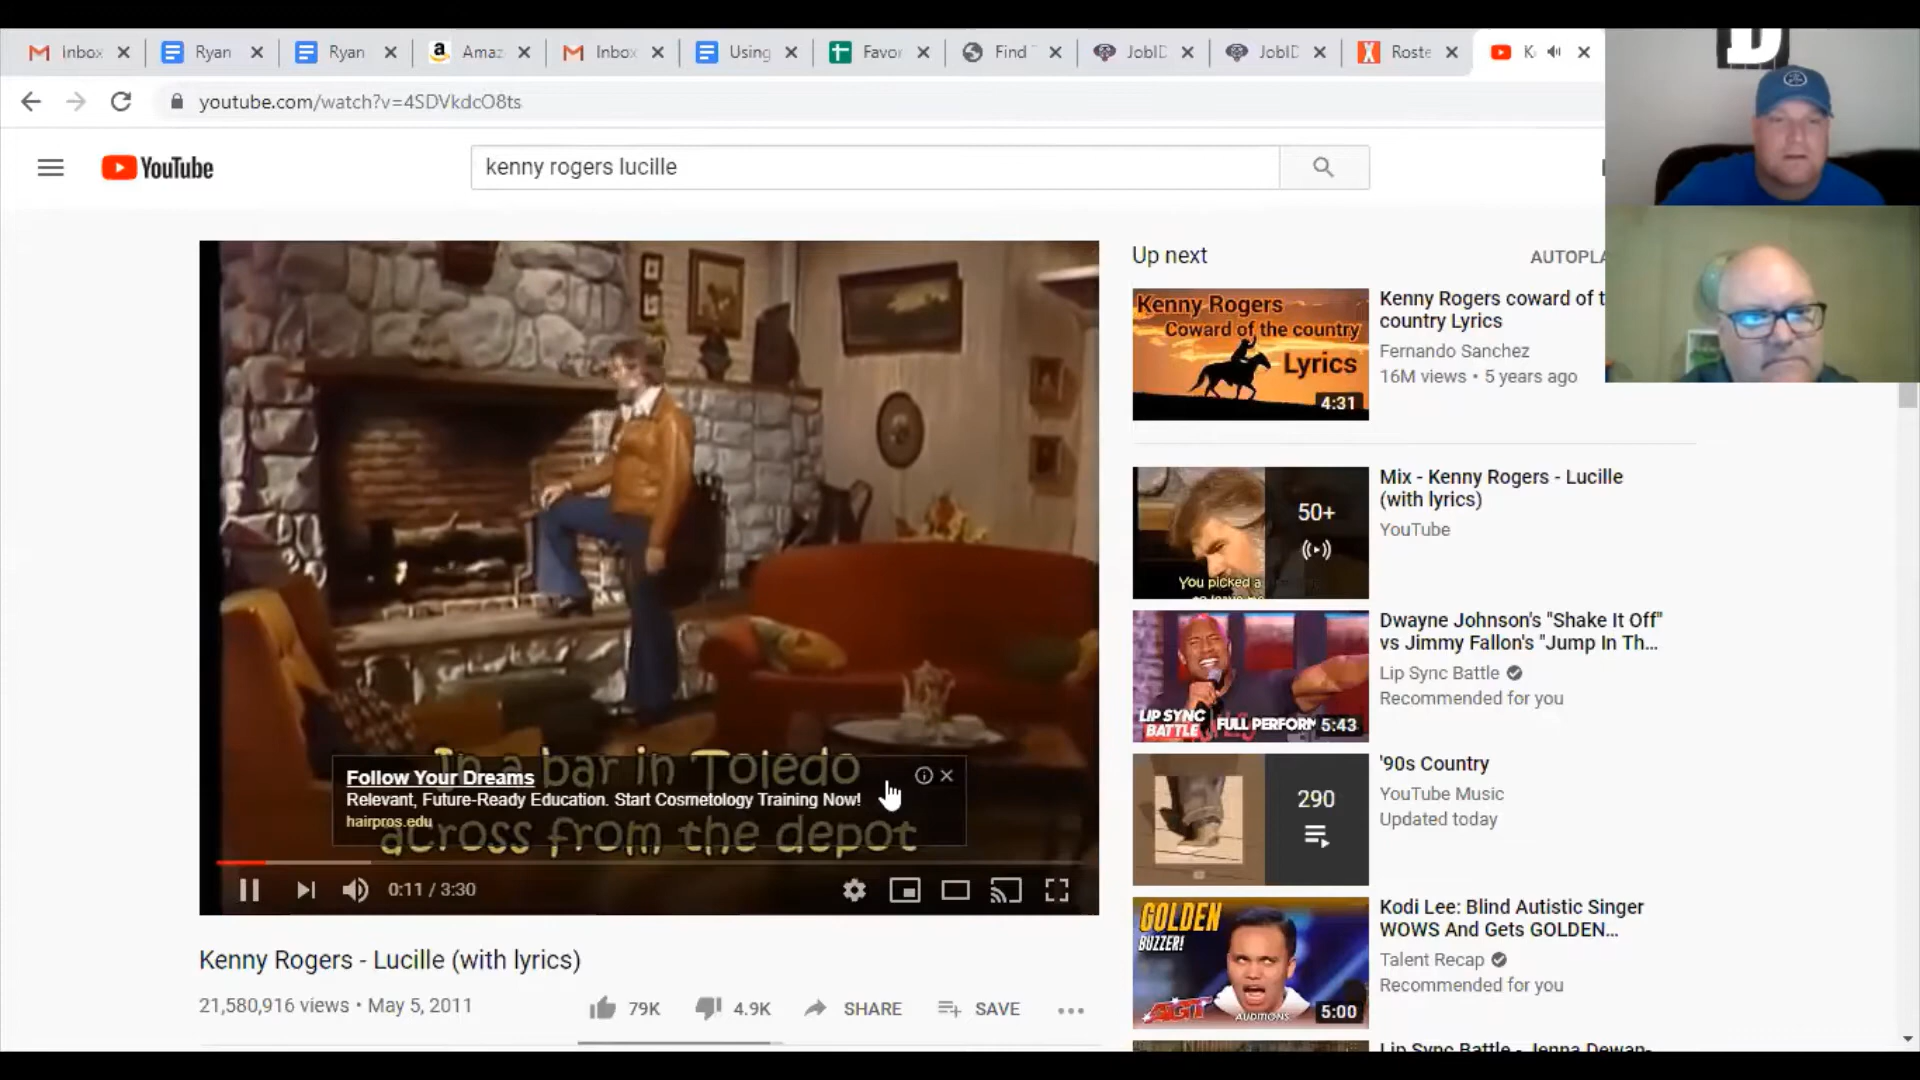 Inbox
Ryan
Ryan
Amaz
Inbox
Using
Favor
Find
JobID
JobID
Roste
youtube.com/watch?v=4SDVkdcO8ts
YouTube
kenny rogers lucille
Up next
AUTOPLA
Kenny Rogers
Coward of the country
Lyrics
4:31
Kenny Rogers coward of t
country Lyrics
Fernando Sanchez
16M views • 5 years ago
You picked a
50+
Mix - Kenny Rogers - Lucille
(with lyrics)
YouTube
LIP SYNC
BATTLE
FULL PERFORM
5:43
Dwayne Johnson's "Shake It Off"
vs Jimmy Fallon's "Jump In Th...
Lip Sync Battle
Recommended for you
290
'90s Country
YouTube Music
Updated today
GOLDEN
BUZZER!
AGT
AUDITIONS
5:00
Kodi Lee: Blind Autistic Singer
WOWS And Gets GOLDEN...
Talent Recap
Recommended for you
Lip Sync Battle - Jenna Dewan-
In a bar in Toledo
across from the depot
Follow Your Dreams
Relevant, Future-Ready Education. Start Cosmetology Training Now!
hairpros.edu
0:11 / 3:30
Kenny Rogers - Lucille (with lyrics)
21,580,916 views • May 5, 2011
79K
4.9K
SHARE
SAVE